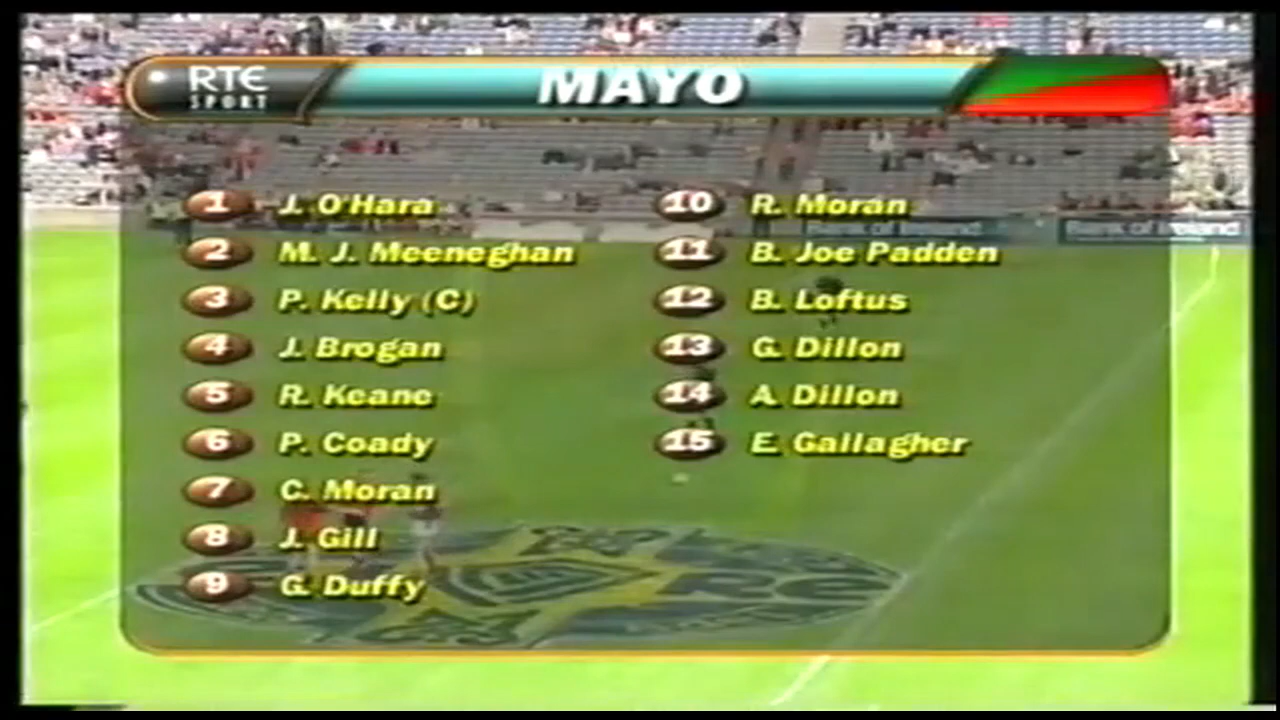 RTE
SPORT
MAYO
1 J. O'Hara
2 M. J. Meeneghan
3 P. Kelly (C)
4 J. Brogan
5 R. Keane
6 P. Coady
7 C. Moran
8 J. Gill
9 G. Duffy
10 R. Moran
11 B. Joe Padden
12 B. Loftus
13 G. Dillon
14 A. Dillon
15 E. Gallagher
Bank of Ireland
Bank of Ireland